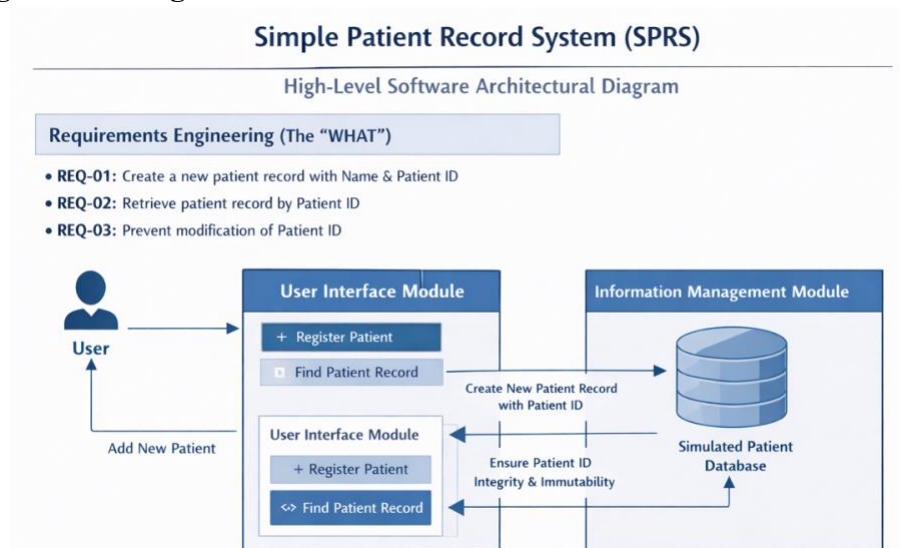 Simple Patient Record System (SPRS)
High-Level Software Architectural Diagram
Requirements Engineering (The “WHAT”)
• REQ-01: Create a new patient record with Name & Patient ID
• REQ-02: Retrieve patient record by Patient ID
• REQ-03: Prevent modification of Patient ID
User
User Interface Module
+ Register Patient
Find Patient Record
Information Management Module
Create New Patient Record
with Patient ID
Add New Patient
User Interface Module
+ Register Patient
<·> Find Patient Record
Ensure Patient ID
Integrity & Immutability
Simulated Patient
Database